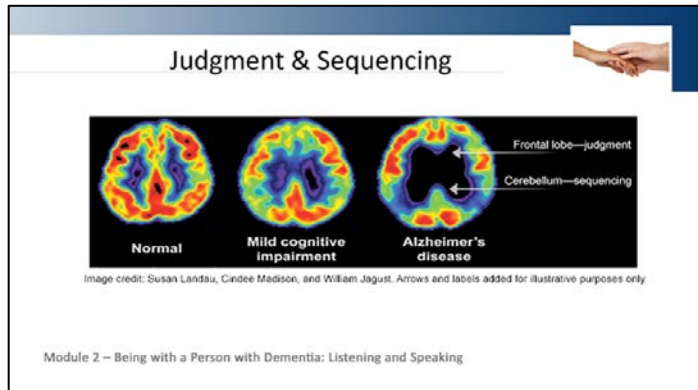 Judgment & Sequencing
Frontal lobe—judgment
Cerebellum—sequencing
Normal
Mild cognitive
impairment
Alzheimer's
disease
Image credit: Susan Landau, Cindee Madison, and William Jagust. Arrows and labels added for illustrative purposes only.
Module 2 – Being with a Person with Dementia: Listening and Speaking